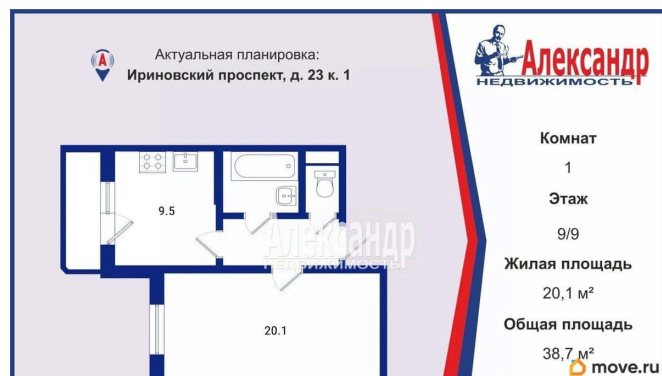 Актуальная планировка:
Ириновский проспект, д. 23 к. 1
А
Александр
НЕДВИЖИМОСТЬ
9.5
Александр
НЕДВИЖИМОСТЬ
20.1
Комнат
1
Этаж
9/9
Жилая площадь
20,1 м²
Общая площадь
38,7 м²
move.ru